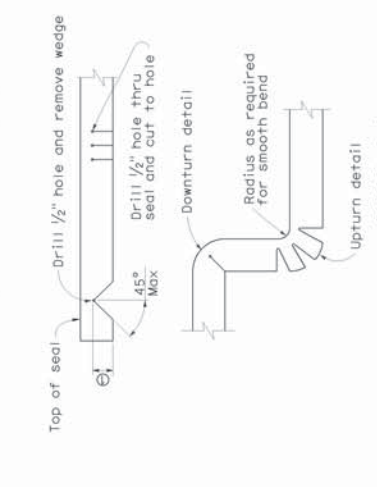 Top of seal
Drill 1/2" hole and remove wedge
①
45°
Max
Drill 1/2" hole thru
seal and cut to hole
Downturn detail
Radius as required
for smooth bend
Upturn detail